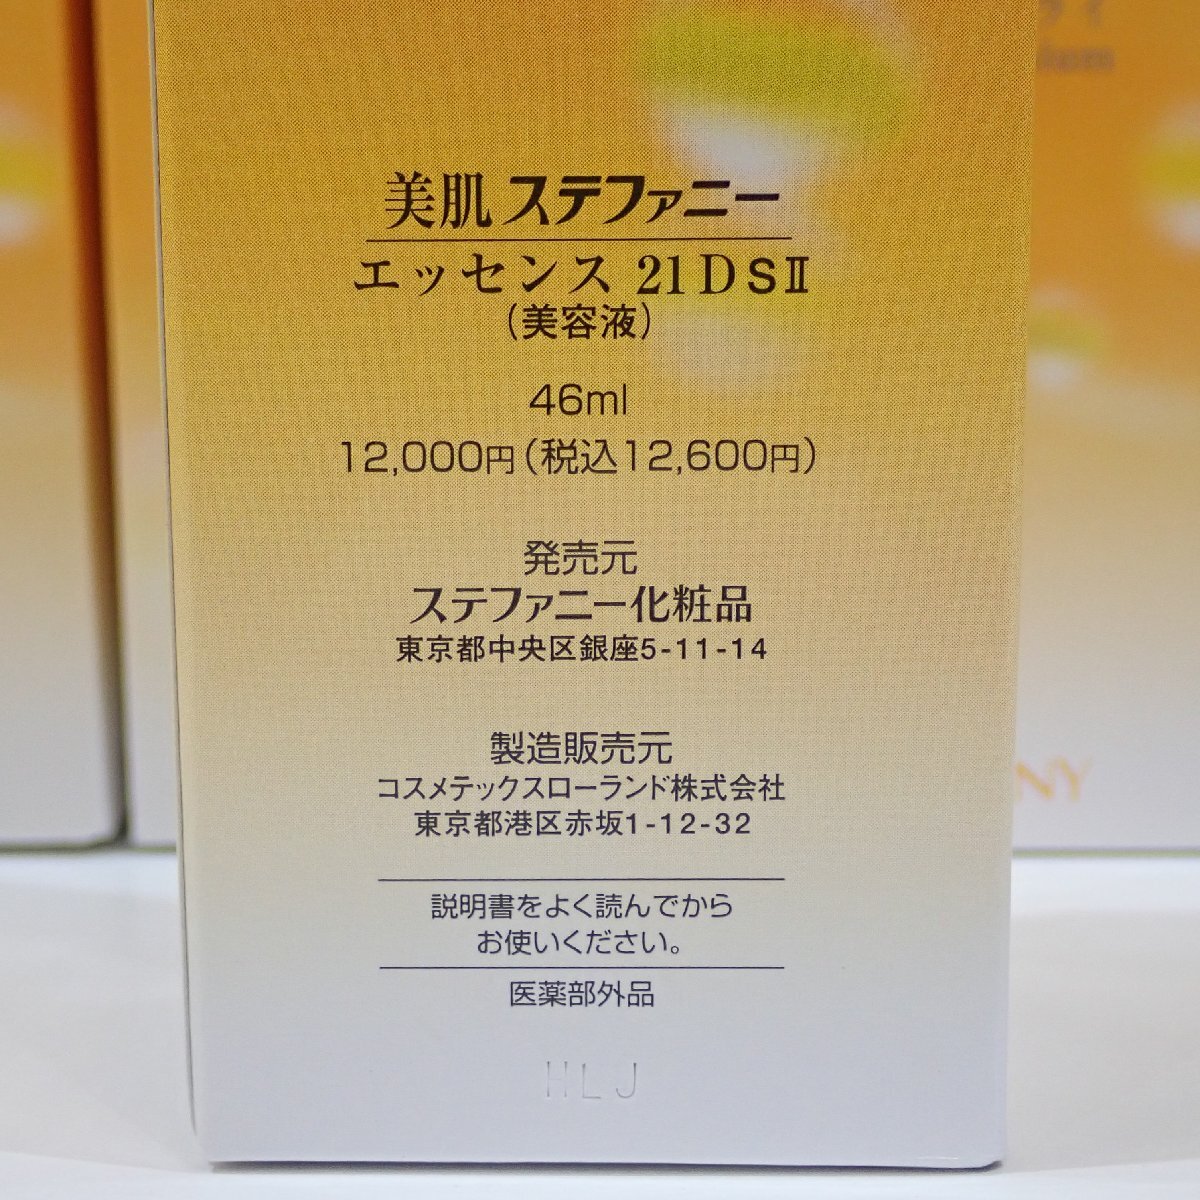 美肌ステファニー
エッセンス 21DSⅡ
(美容液)
46ml
12,000円(税込12,600円)
発売元
ステファニー化粧品
東京都中央区銀座5-11-14
製造販売元
コスメテックスローランド株式会社
東京都港区赤坂1-12-32
説明書をよく読んでから
お使いください。
医薬部外品
HLJ
NY